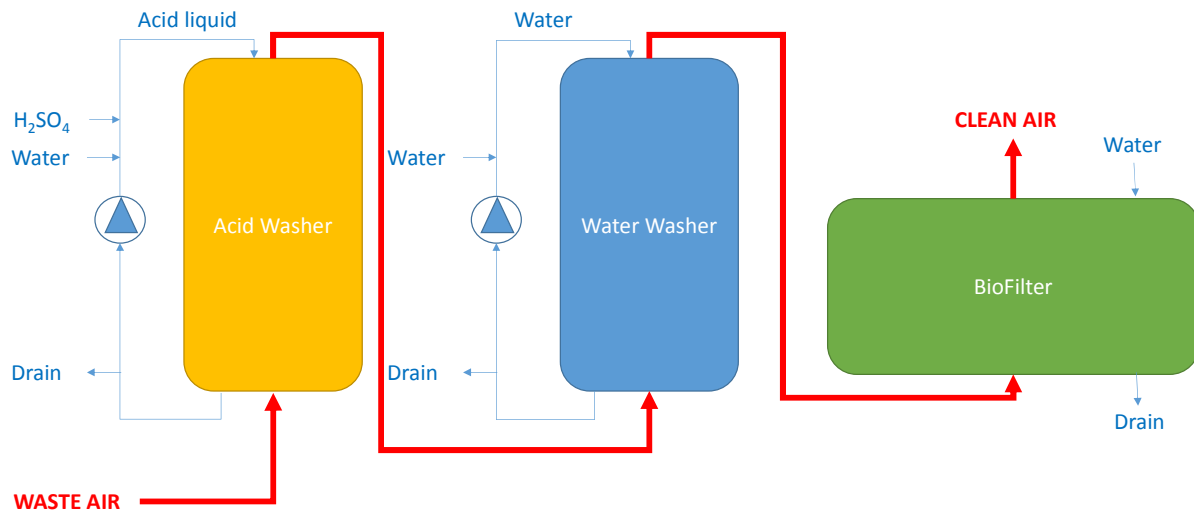 Acid liquid
Water
H₂SO₄
Water
Water
CLEAN AIR
Water
Acid Washer
Water Washer
BioFilter
Drain
Drain
Drain
WASTE AIR